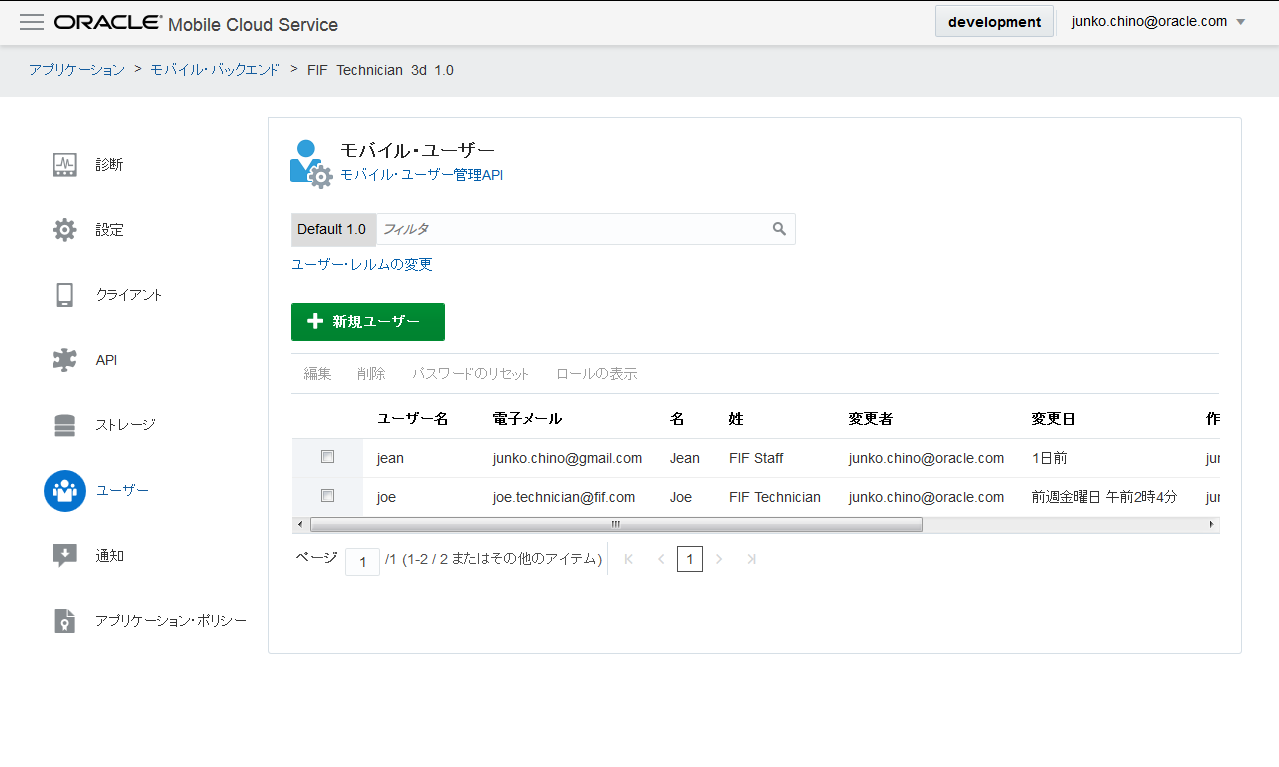 ORACLE® Mobile Cloud Service development junko.chino@oracle.com
アプリケーション > モバイル・バックエンド > FIF Technician 3d 1.0
診断
設定
クライアント
API
ストレージ
ユーザー
通知
アプリケーション・ポリシー
モバイル・ユーザー
モバイル・ユーザー管理API
Default 1.0 フィルタ
ユーザー・レルムの変更
新規ユーザー
編集 削除 パスワードのリセット ロールの表示
ユーザー名 電子メール 名 姓 変更者 変更日 作
jean junko.chino@gmail.com Jean FIF Staff junko.chino@oracle.com 1日前 jur
joe joe.technician@fif.com Joe FIF Technician junko.chino@oracle.com 前週金曜日 午前2時4分 jur
ページ 1 /1 (1-2 / 2 またはその他のアイテム) 1